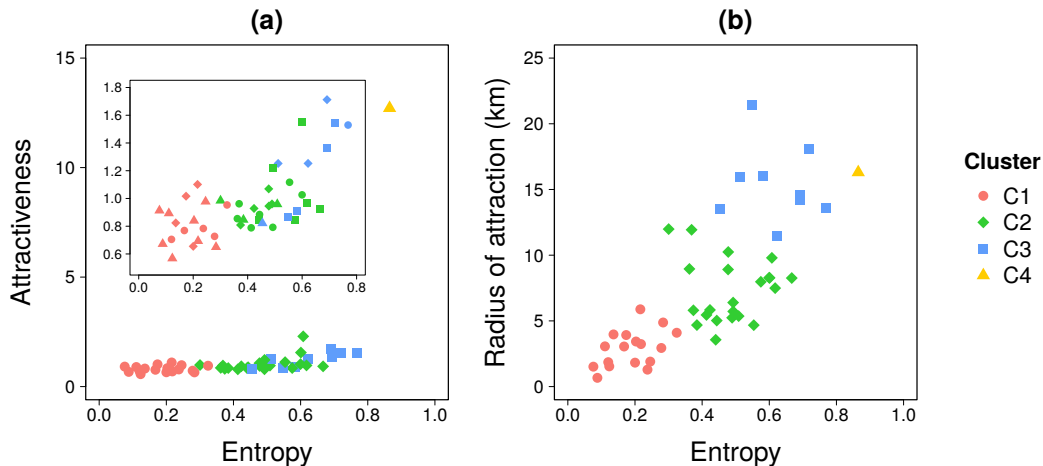 (a)
Attractiveness
15
10
5
0
1.8
1.6
1.4
1.2
1.0
0.8
0.6
0.0 0.2 0.4 0.6 0.8
0.0 0.2 0.4 0.6 0.8 1.0
Entropy
(b)
Radius of attraction (km)
25
20
15
10
5
0
0.0 0.2 0.4 0.6 0.8 1.0
Entropy
Cluster
C1
C2
C3
C4